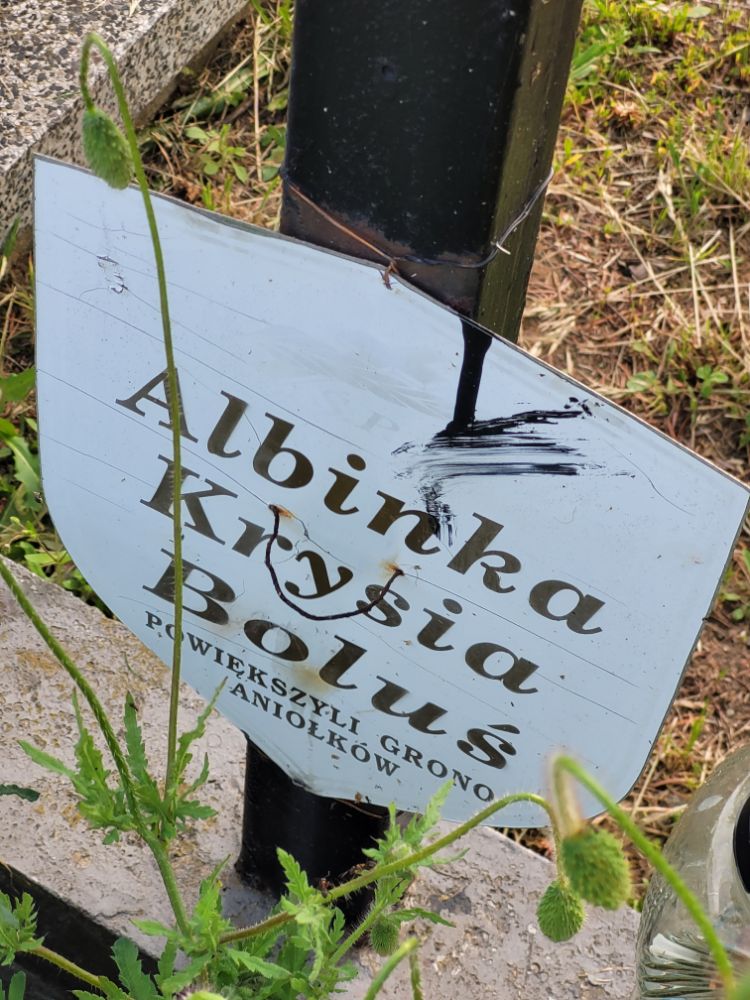 Albinka
Krysia
Boluś
POWIĘKSZYLI GRONO
ANIOŁKÓW